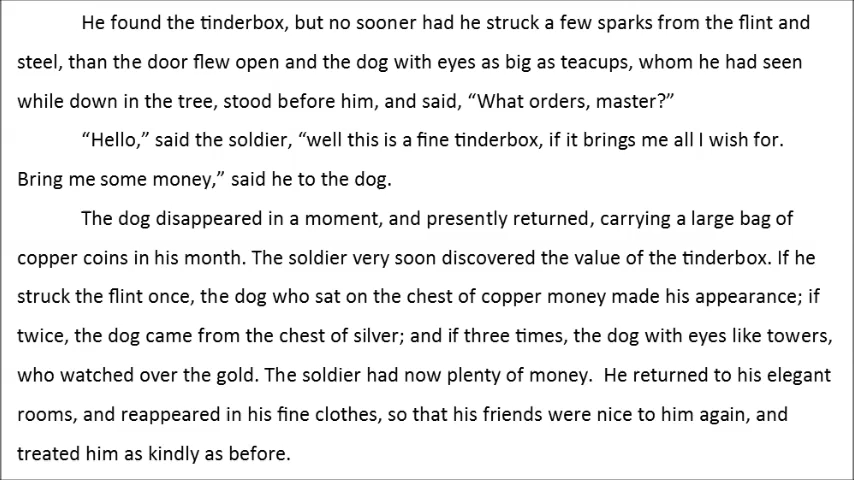 He found the tinderbox, but no sooner had he struck a few sparks from the flint and
steel, than the door flew open and the dog with eyes as big as teacups, whom he had seen
while down in the tree, stood before him, and said, “What orders, master?”
“Hello,” said the soldier, “well this is a fine tinderbox, if it brings me all I wish for.
Bring me some money,” said he to the dog.
The dog disappeared in a moment, and presently returned, carrying a large bag of
copper coins in his month. The soldier very soon discovered the value of the tinderbox. If he
struck the flint once, the dog who sat on the chest of copper money made his appearance; if
twice, the dog came from the chest of silver; and if three times, the dog with eyes like towers,
who watched over the gold. The soldier had now plenty of money.  He returned to his elegant
rooms, and reappeared in his fine clothes, so that his friends were nice to him again, and
treated him as kindly as before.